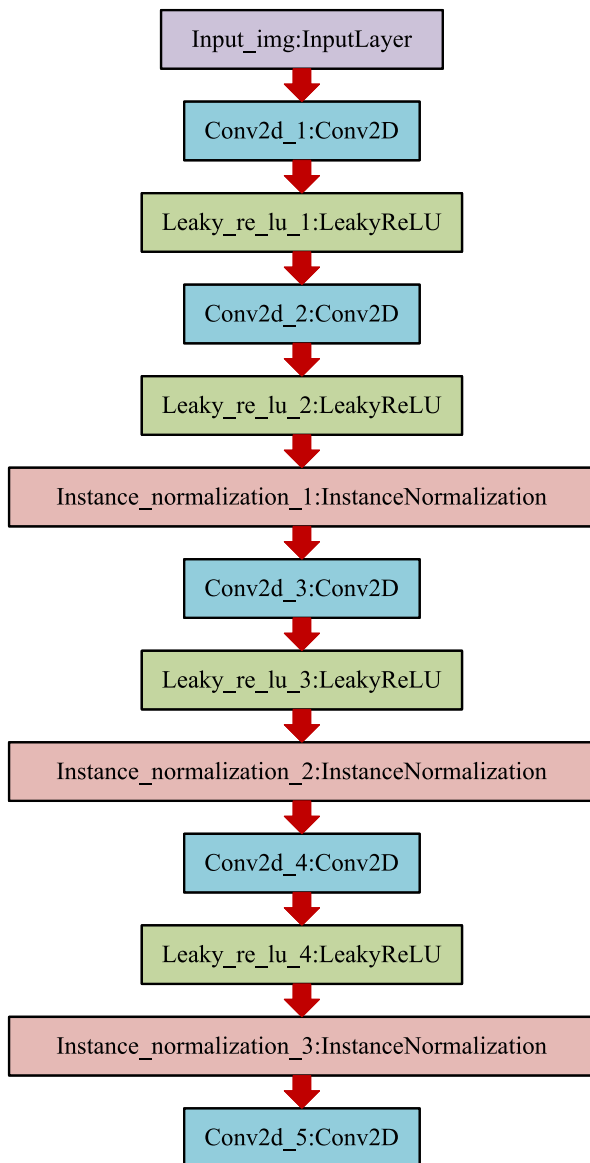 Input_img:InputLayer
Conv2d_1:Conv2D
Leaky_re_lu_1:LeakyReLU
Conv2d_2:Conv2D
Leaky_re_lu_2:LeakyReLU
Instance_normalization_1:InstanceNormalization
Conv2d_3:Conv2D
Leaky_re_lu_3:LeakyReLU
Instance_normalization_2:InstanceNormalization
Conv2d_4:Conv2D
Leaky_re_lu_4:LeakyReLU
Instance_normalization_3:InstanceNormalization
Conv2d_5:Conv2D